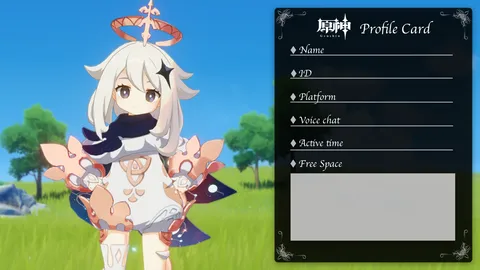 原神 Profile Card
Name
ID
Platform
Voice chat
Active time
Free Space